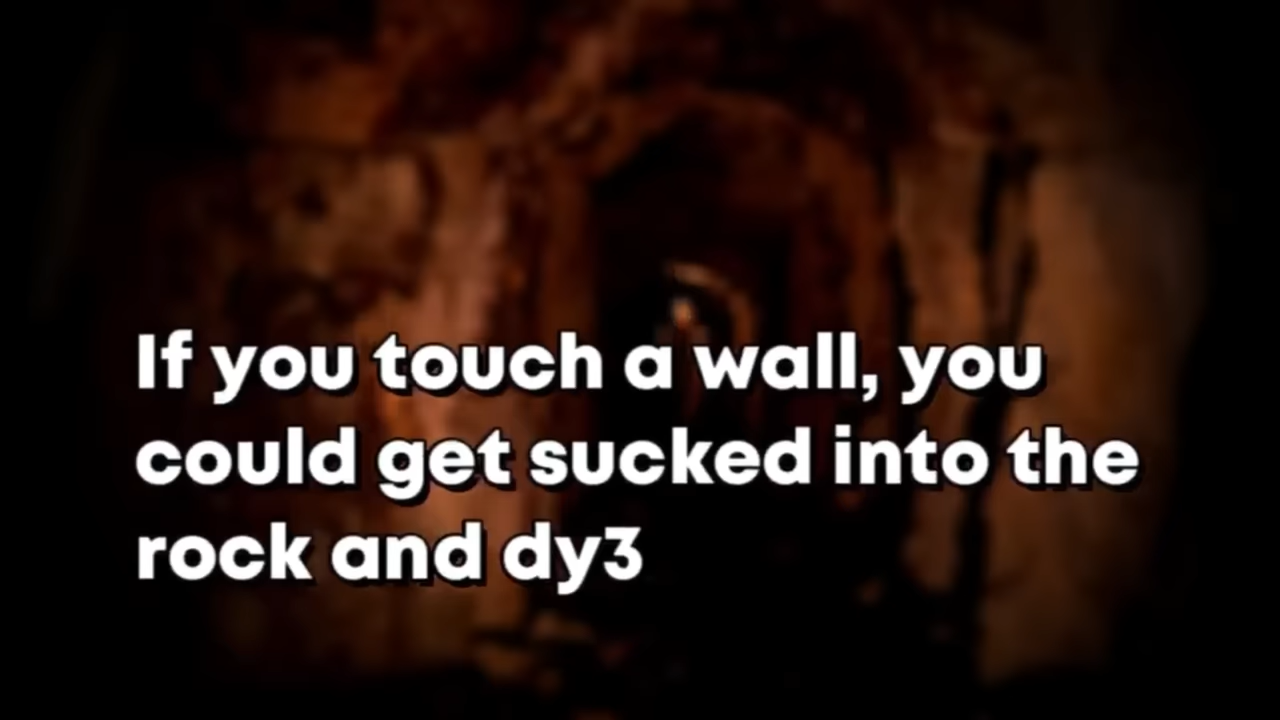 If you touch a wall, you
could get sucked into the
rock and dy3